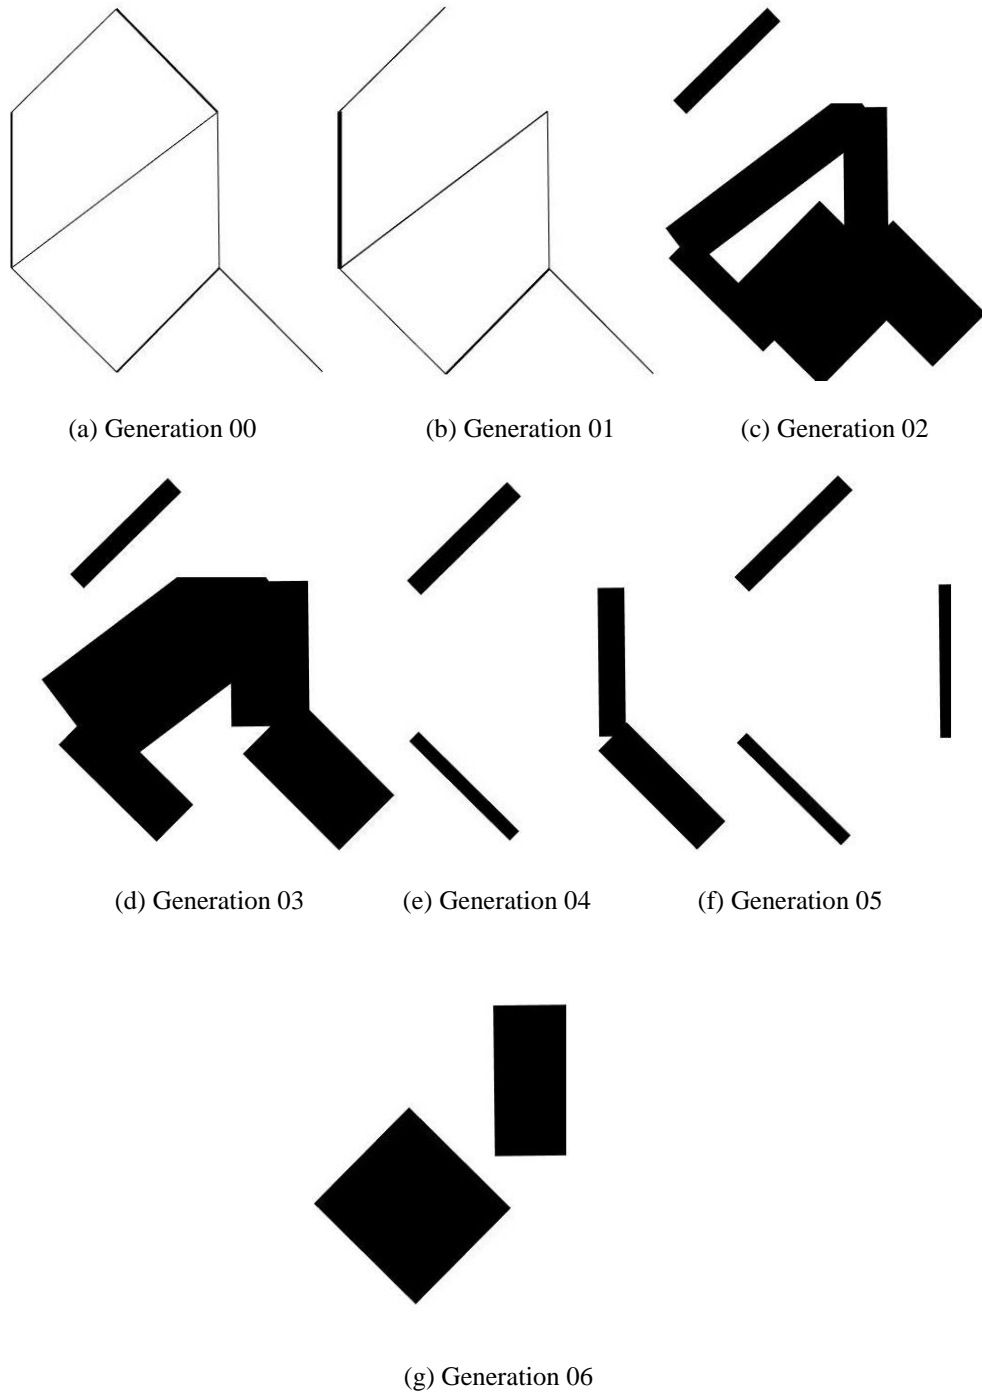 (a) Generation 00
(b) Generation 01
(c) Generation 02
(d) Generation 03
(e) Generation 04
(f) Generation 05
(g) Generation 06